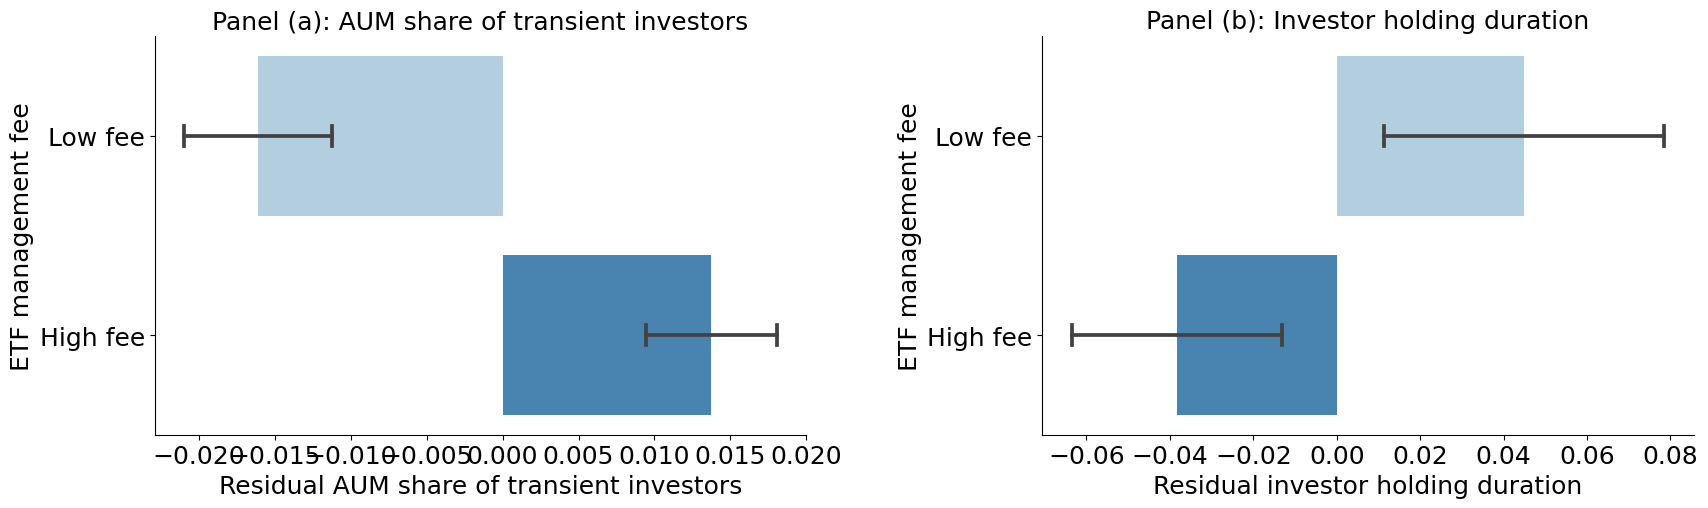 Panel (a): AUM share of transient investors
ETF management fee
Low fee
High fee
−0.020 −0.015 −0.010 −0.005 0.000 0.005 0.010 0.015 0.020
Residual AUM share of transient investors
Panel (b): Investor holding duration
ETF management fee
Low fee
High fee
−0.06 −0.04 −0.02 0.00 0.02 0.04 0.06 0.08
Residual investor holding duration